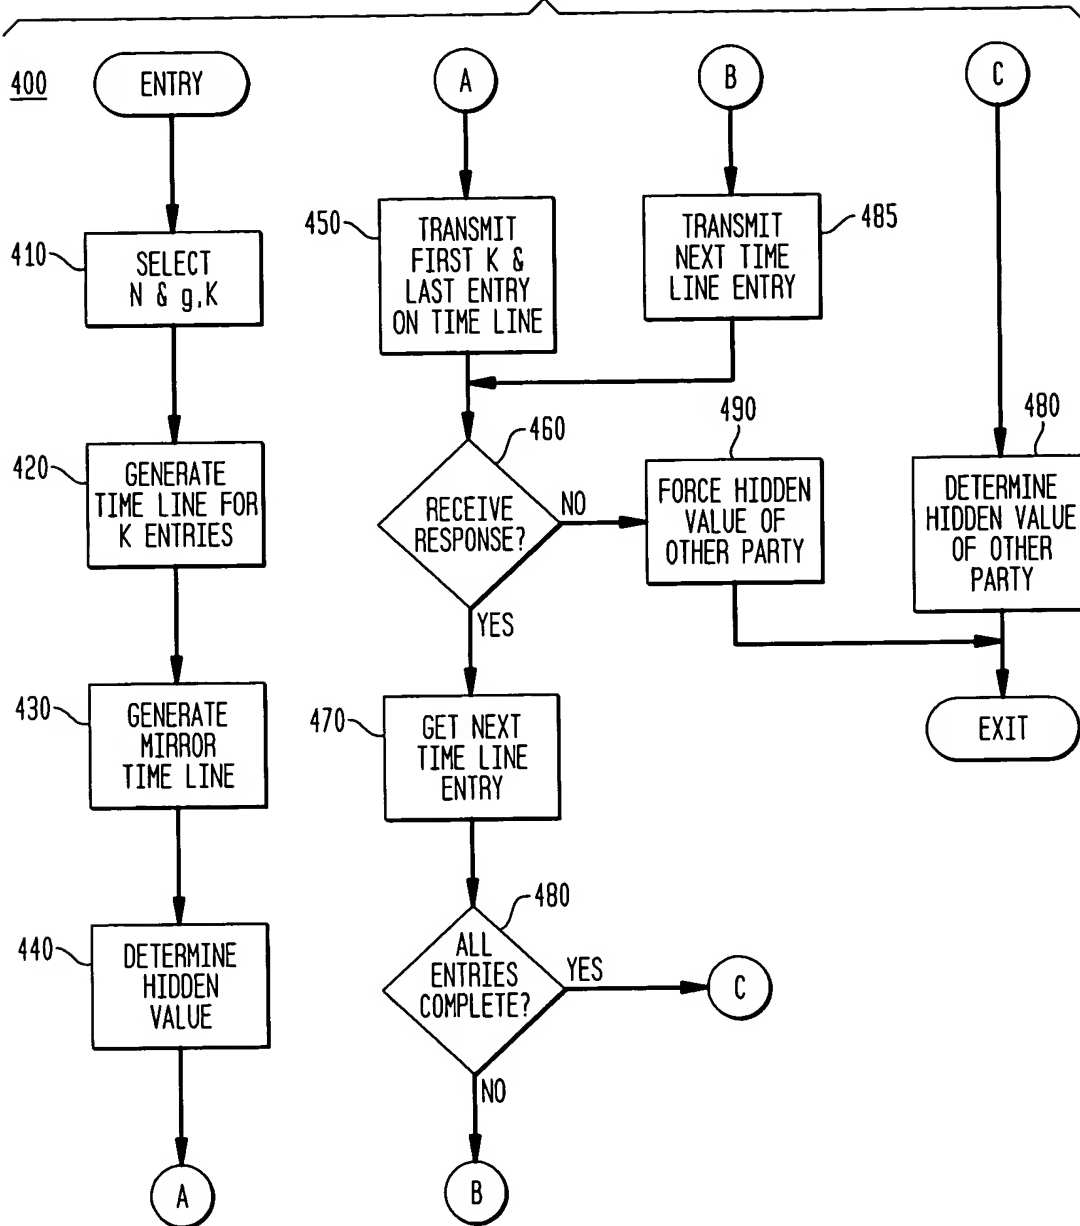 400
ENTRY
410
SELECT
N & g,K
420
GENERATE
TIME LINE FOR
K ENTRIES
430
GENERATE
MIRROR
TIME LINE
440
DETERMINE
HIDDEN
VALUE
A
A
450
TRANSMIT
FIRST K &
LAST ENTRY
ON TIME LINE
460
RECEIVE
RESPONSE?
NO
YES
470
GET NEXT
TIME LINE
ENTRY
480
ALL
ENTRIES
COMPLETE?
YES
C
NO
B
B
485
TRANSMIT
NEXT TIME
LINE ENTRY
490
FORCE HIDDEN
VALUE OF
OTHER PARTY
C
480
DETERMINE
HIDDEN VALUE
OF OTHER
PARTY
EXIT